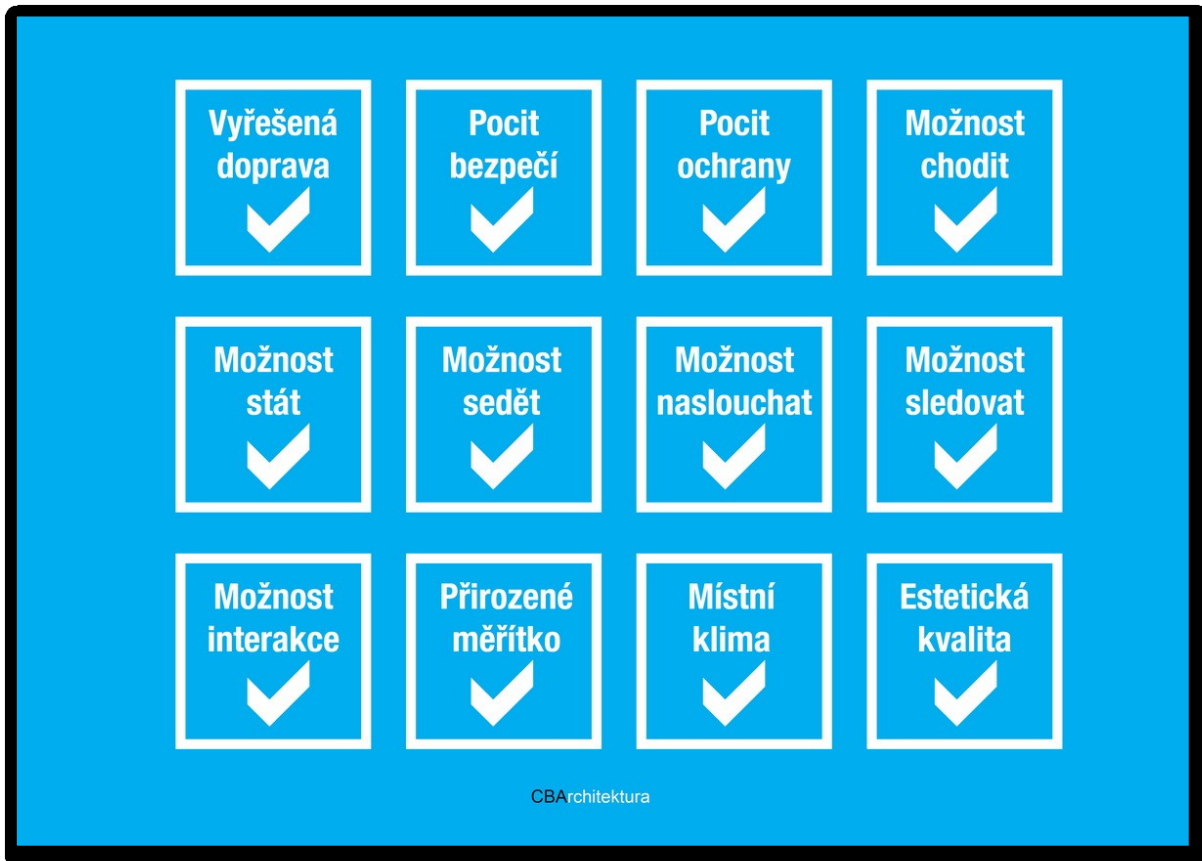 Vyřešená
doprava
Pocit
bezpečí
Pocit
ochrany
Možnost
chodit
Možnost
stát
Možnost
sedět
Možnost
naslouchat
Možnost
sledovat
Možnost
interakce
Přirozené
měřítko
Místní
klima
Estetická
kvalita
CBArchitektura